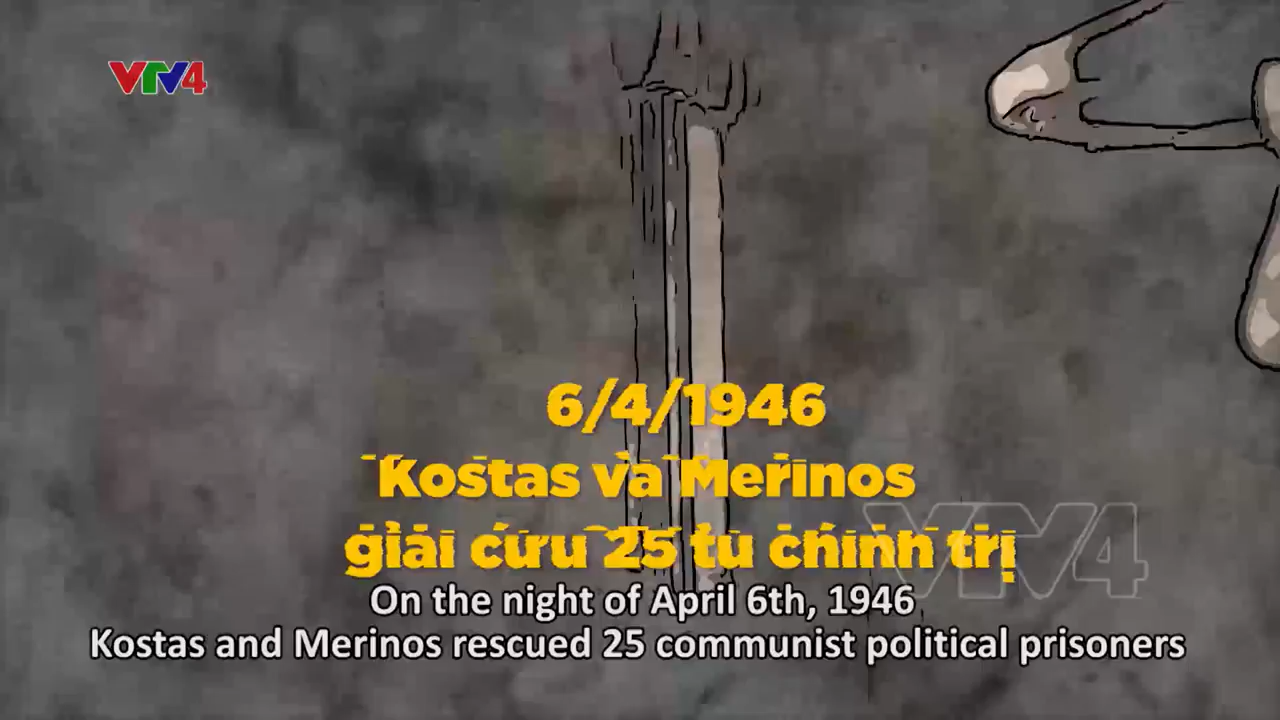 VTV4
6/4/1946
Kostas và Merinos
giải cứu 25 tù chính trị
VTV4
On the night of April 6th, 1946
Kostas and Merinos rescued 25 communist political prisoners